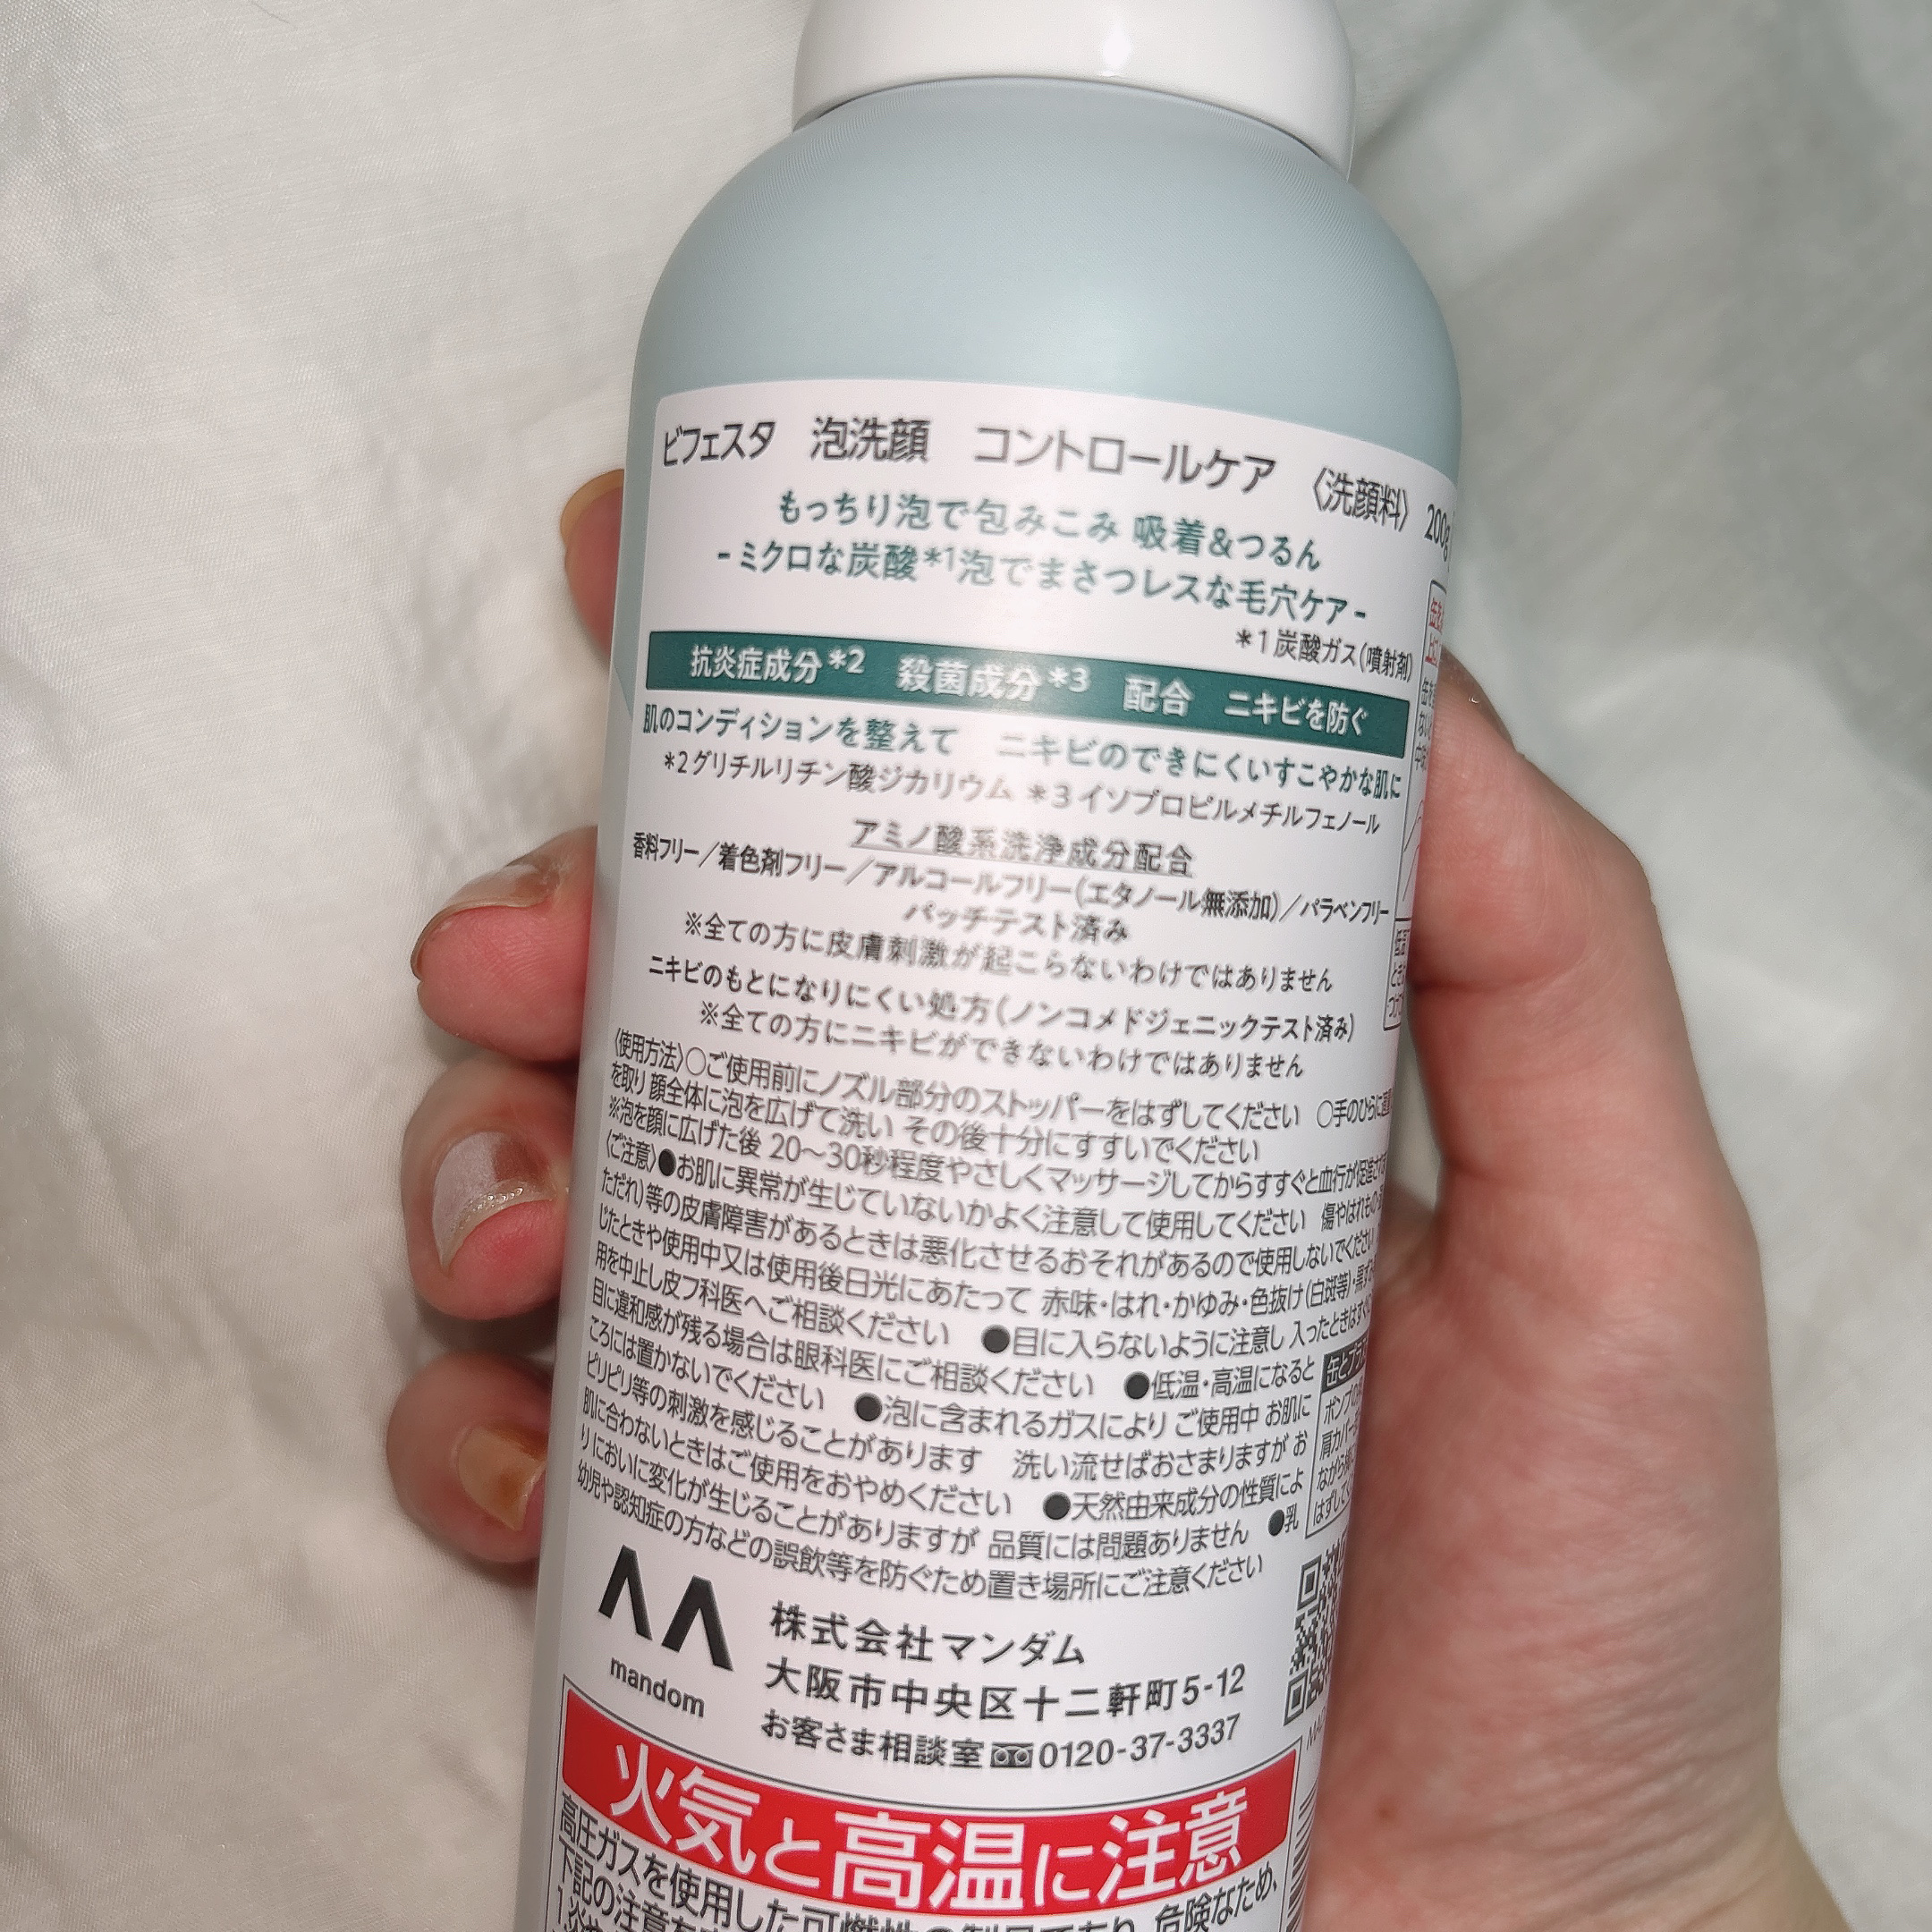 ビフェスタ 泡洗顔 コントロールケア 〈洗顔料〉 200g
もっちり泡で包みこみ 吸着&つるん
-ミクロな炭酸*1泡でまさつレスな毛穴ケア-
*1炭酸ガス(噴射剤)
抗炎症成分*2 殺菌成分*3 配合 ニキビを防ぐ
肌のコンディションを整えて ニキビのできにくいすこやかな肌に
*2グリチルリチン酸ジカリウム *3イソプロピルメチルフェノール
アミノ酸系洗浄成分配合
香料フリー/着色剤フリー/アルコールフリー(エタノール無添加)/パラベンフリー
パッチテスト済み
※全ての方に皮膚刺激が起こらないわけではありません
ニキビのもとになりにくい処方(ノンコメドジェニックテスト済み)
※全ての方にニキビができないわけではありません
〈使用方法〉○ご使用前にノズル部分のストッパーをはずしてください ○手のひらに直
を取り 顔全体に泡を広げて洗い その後十分にすすいでください
※泡を顔に広げた後 20～30秒程度やさしくマッサージしてからすすぐと血行が促進される
〈ご注意〉●お肌に異常が生じていないかよく注意して使用してください 傷やはれもの
ただれ)等の皮膚障害があるときは悪化させるおそれがあるので使用しないでください
じたときや使用中又は使用後日光にあたって 赤味・はれ・かゆみ・色抜け(白斑等)・黒ず
用を中止し皮フ科医へご相談ください ●目に入らないように注意し 入ったときはすぐ
目に違和感が残る場合は眼科医にご相談ください ●低温・高温になると
ころには置かないでください ●泡に含まれるガスにより ご使用中 お肌に
ピリピリ等の刺激を感じることがあります 洗い流せばおさまりますが お
肌に合わないときはご使用をおやめください ●天然由来成分の性質によ
り においに変化が生じることがありますが 品質には問題ありません ●乳
幼児や認知症の方などの誤飲等を防ぐため置き場所にご注意ください
mandom
株式会社マンダム
大阪市中央区十二軒町5-12
お客さま相談室 0120-37-3337
火気と高温に注意
高圧ガスを使用した可燃性の製品であり、危険なため、
下記の注意を